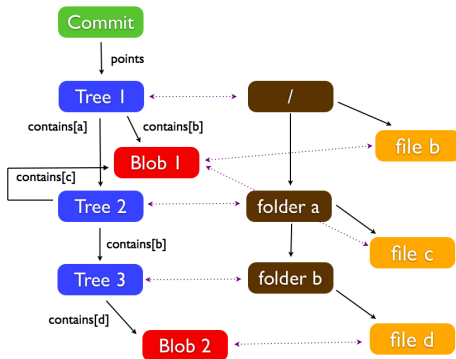 Commit
points
Tree 1
/
contains[a]
contains[b]
file b
Blob 1
contains[c]
Tree 2
folder a
contains[b]
file c
Tree 3
folder b
contains[d]
Blob 2
file d